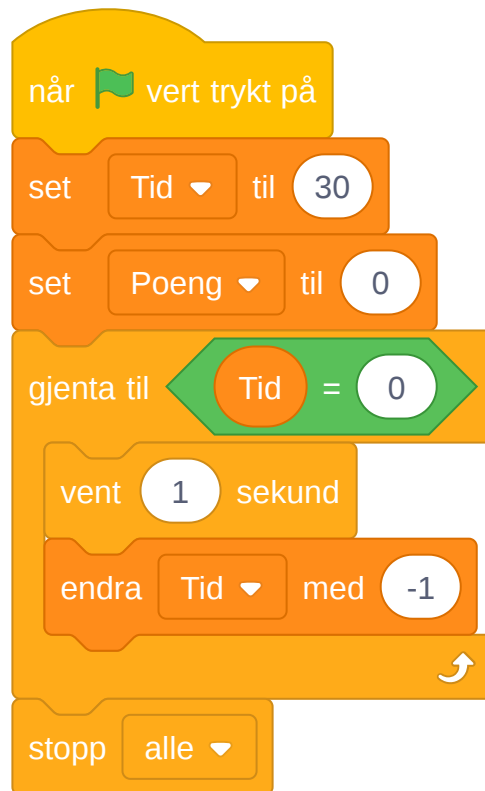 når vert trykt på
set Tid til 30
set Poeng til 0
gjenta til Tid = 0
vent 1 sekund
endra Tid med -1
stopp alle